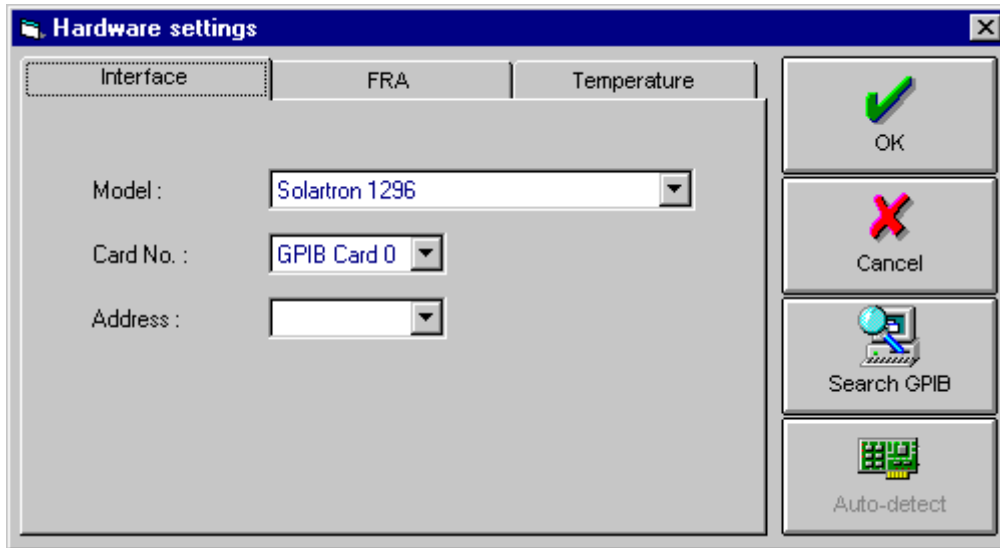 Hardware settings
Interface
FRA
Temperature
Model :
Solartron 1296
Card No. :
GPIB Card 0
Address :
OK
Cancel
Search GPIB
Auto-detect